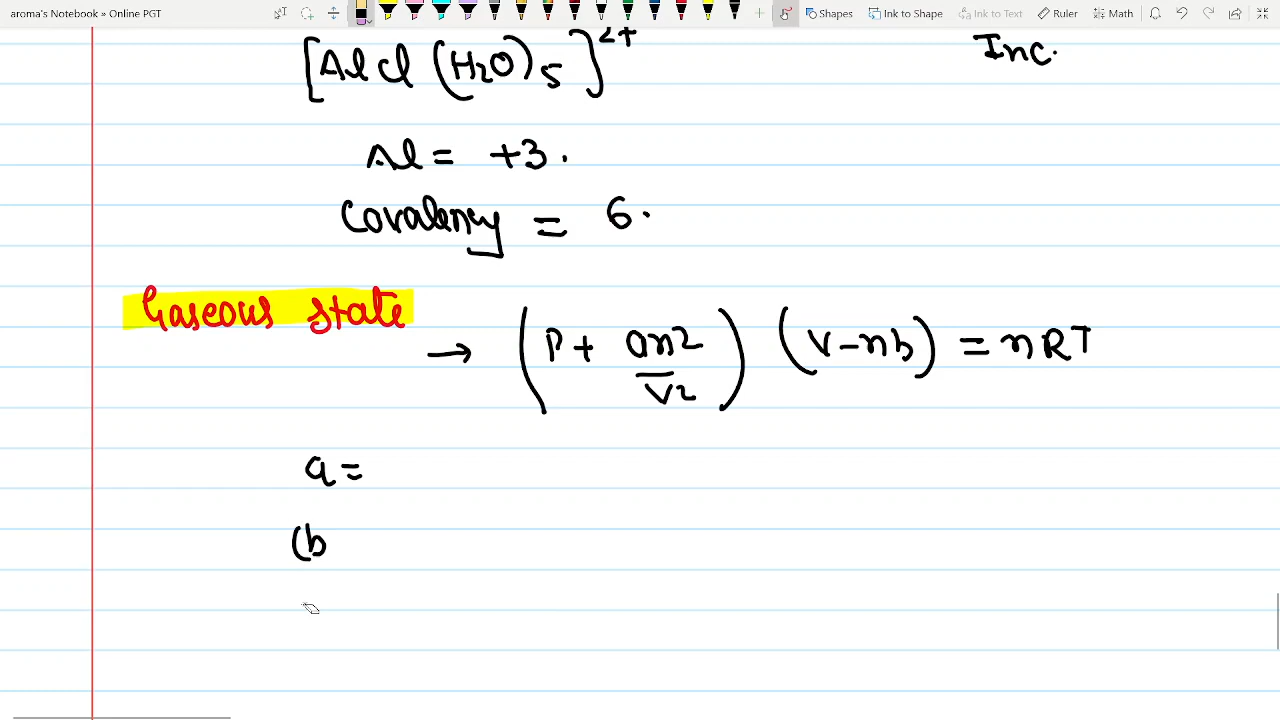 aroma's Notebook » Online PGT
Shapes Ink to Shape Ink to Text Ruler Math
[AlCl(H2O)5]2+
Inc.
Al = +3.
Covalency = 6.
Gaseous state
→ (P + an2/V2) (V-nb) = nRT
a =
(b